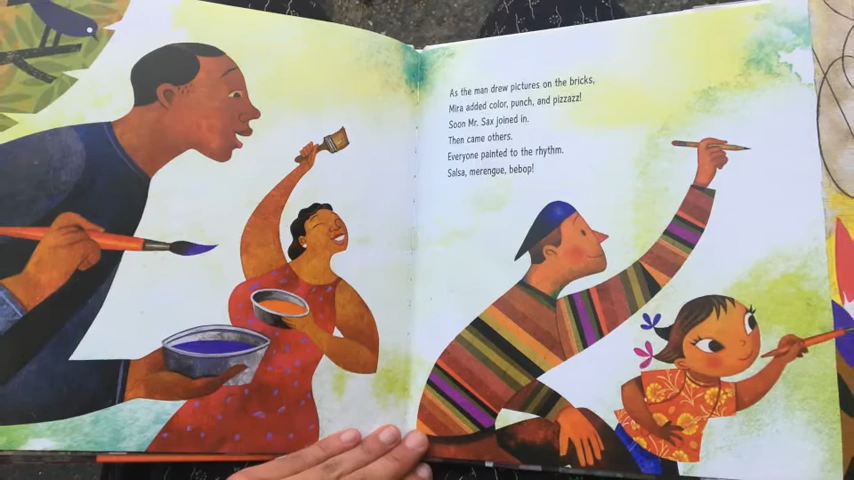 As the man drew pictures on the bricks,
Mira added color, punch, and pizzazz!
Soon Mr. Sax joined in.
Then came others.
Everyone painted to the rhythm.
Salsa, merengue, bebop!